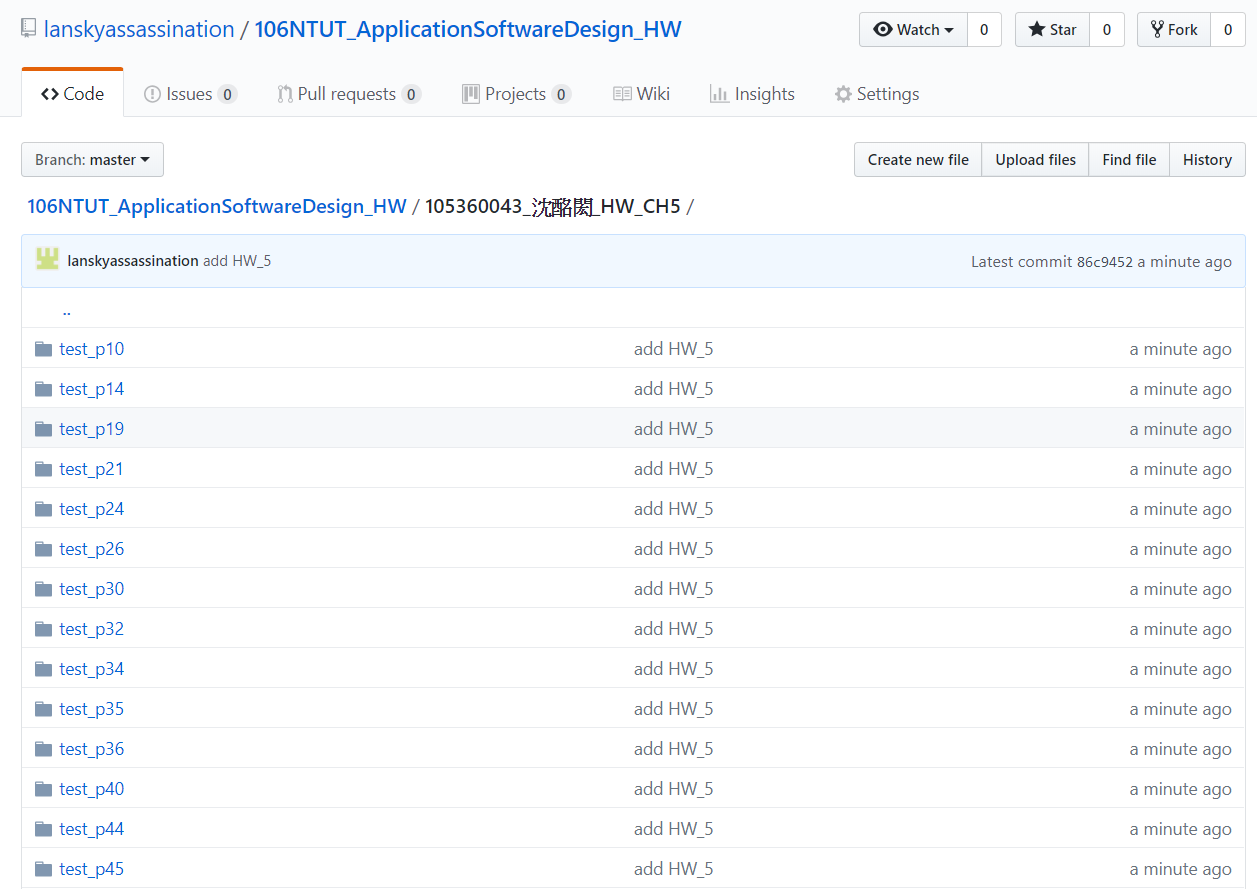 lanskyassassination / 106NTUT_ApplicationSoftwareDesign_HW
Watch 0 Star 0 Fork 0
Code Issues 0 Pull requests 0 Projects 0 Wiki Insights Settings
Branch: master Create new file Upload files Find file History
106NTUT_ApplicationSoftwareDesign_HW / 105360043_沈酩閎_HW_CH5 /
lanskyassassination add HW_5 Latest commit 86c9452 a minute ago
..
test_p10 add HW_5 a minute ago
test_p14 add HW_5 a minute ago
test_p19 add HW_5 a minute ago
test_p21 add HW_5 a minute ago
test_p24 add HW_5 a minute ago
test_p26 add HW_5 a minute ago
test_p30 add HW_5 a minute ago
test_p32 add HW_5 a minute ago
test_p34 add HW_5 a minute ago
test_p35 add HW_5 a minute ago
test_p36 add HW_5 a minute ago
test_p40 add HW_5 a minute ago
test_p44 add HW_5 a minute ago
test_p45 add HW_5 a minute ago